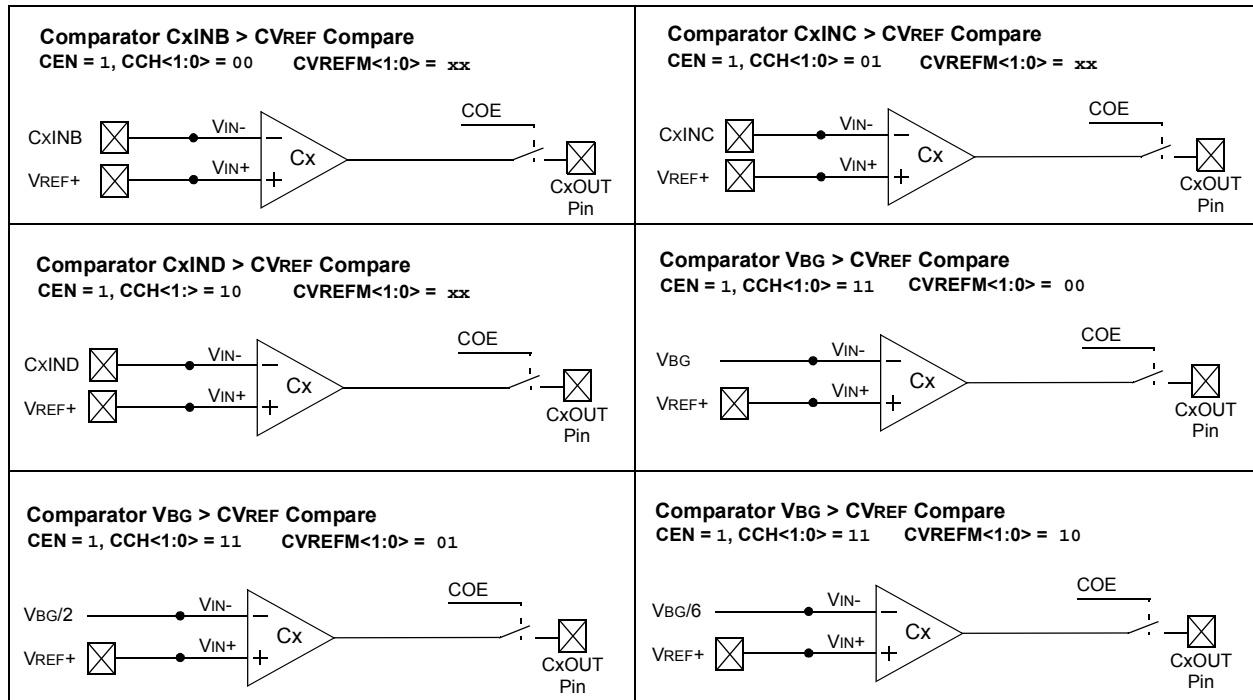 Comparator CxINB > CVREF Compare
CEN = 1, CCH<1:0> = 00 CVREFM<1:0> = xx
COE
CxINB
VIN-
VREF+
VIN+
Cx
CxOUT
Pin
Comparator CxINC > CVREF Compare
CEN = 1, CCH<1:0> = 01 CVREFM<1:0> = xx
COE
CxINC
VIN-
VREF+
VIN+
Cx
CxOUT
Pin
Comparator CxIND > CVREF Compare
CEN = 1, CCH<1:> = 10 CVREFM<1:0> = xx
COE
CxIND
VIN-
VREF+
VIN+
Cx
CxOUT
Pin
Comparator VBG > CVREF Compare
CEN = 1, CCH<1:0> = 11 CVREFM<1:0> = 00
COE
VBG
VIN-
VREF+
VIN+
Cx
CxOUT
Pin
Comparator VBG > CVREF Compare
CEN = 1, CCH<1:0> = 11 CVREFM<1:0> = 01
COE
VBG/2
VIN-
VREF+
VIN+
Cx
CxOUT
Pin
Comparator VBG > CVREF Compare
CEN = 1, CCH<1:0> = 11 CVREFM<1:0> = 10
COE
VBG/6
VIN-
VREF+
VIN+
Cx
CxOUT
Pin